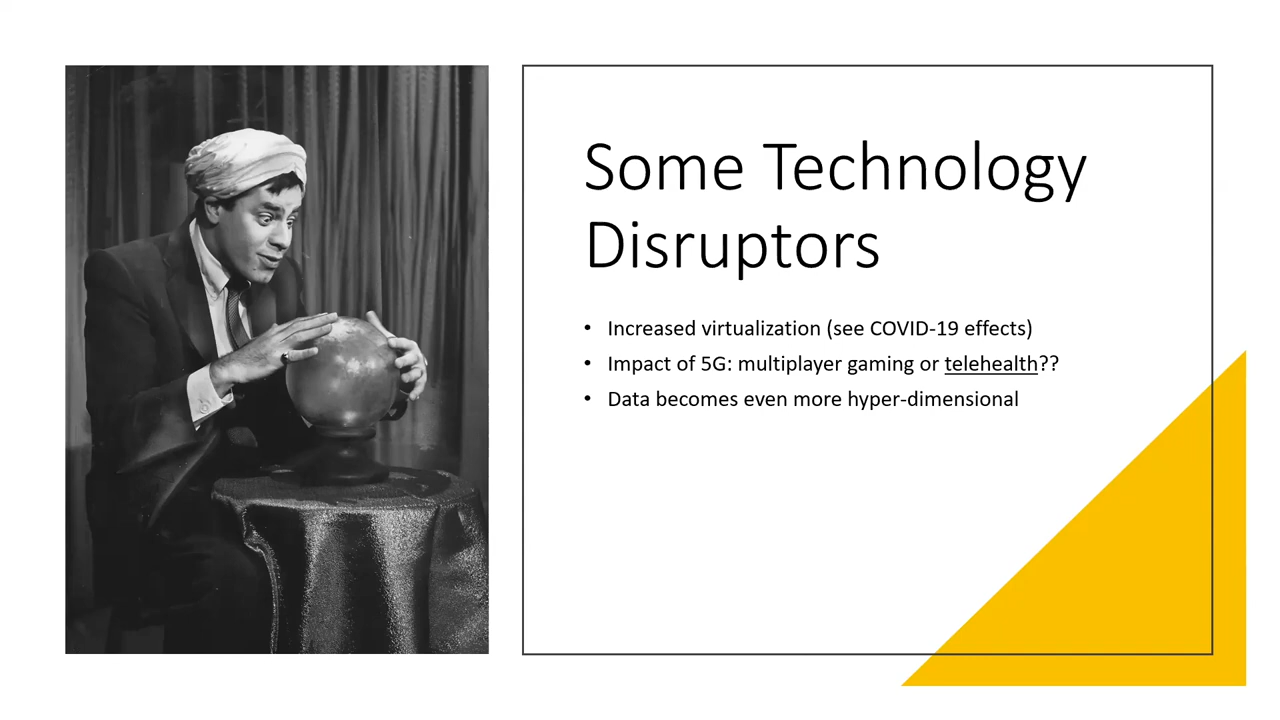 Some Technology
Disruptors
• Increased virtualization (see COVID-19 effects)
• Impact of 5G: multiplayer gaming or telehealth??
• Data becomes even more hyper-dimensional